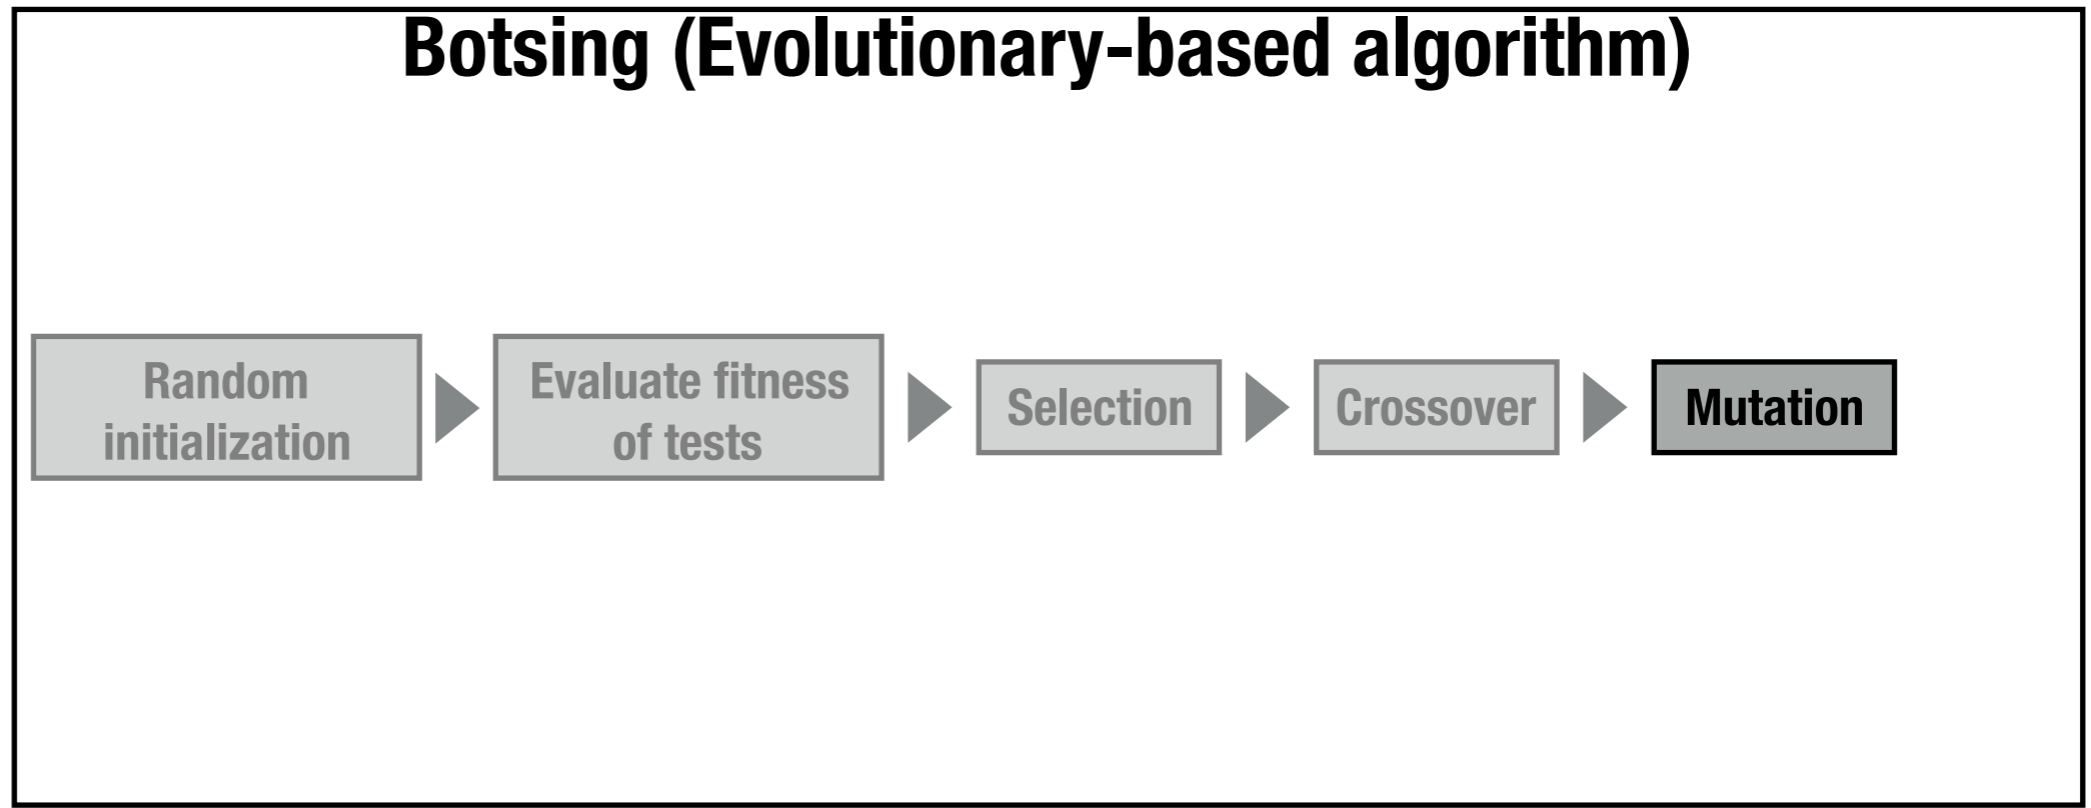 Botsing (Evolutionary-based algorithm)
Random
initialization
Evaluate fitness
of tests
Selection
Crossover
Mutation